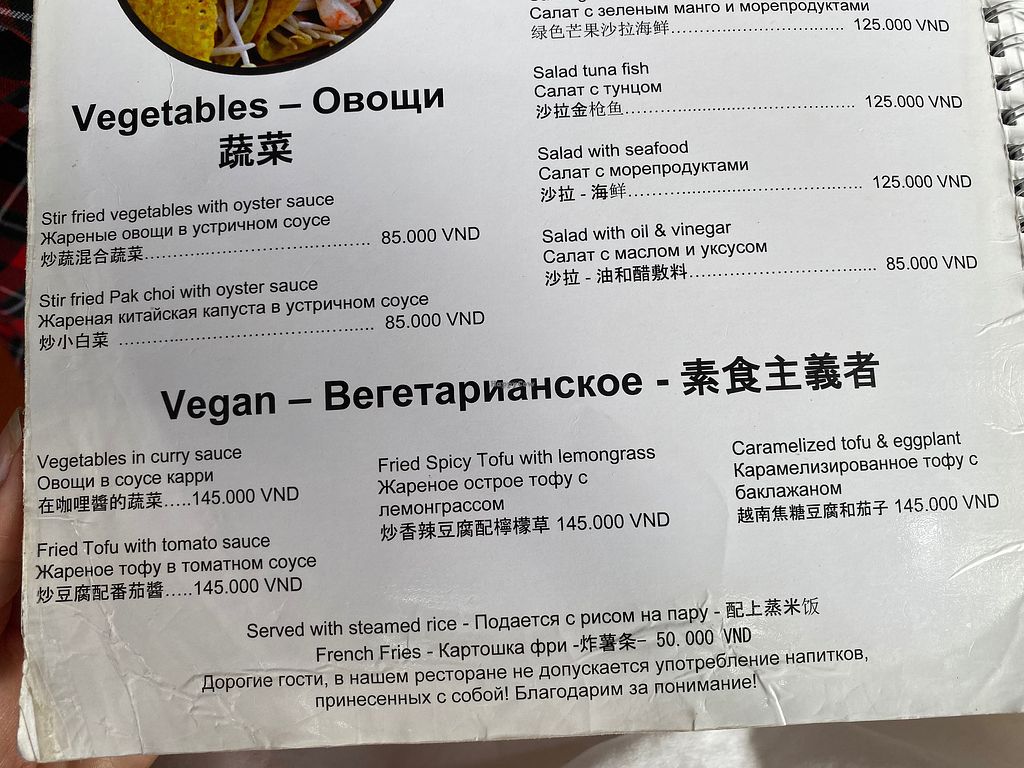 Салат с зеленым манго и морепродуктами
绿色芒果沙拉海鲜........................................ 125.000 VND
Salad tuna fish
Салат с тунцом
沙拉金枪鱼........................................ 125.000 VND
Salad with seafood
Салат с морепродуктами
沙拉 - 海鲜........................................ 125.000 VND
Salad with oil & vinegar
Салат с маслом и уксусом
沙拉 - 油和醋敷料........................................ 85.000 VND
Vegetables – Овощи
蔬菜
Stir fried vegetables with oyster sauce
Жареные овощи в устричном соусе
炒蔬混合蔬菜........................................ 85.000 VND
Stir fried Pak choi with oyster sauce
Жареная китайская капуста в устричном соусе
炒小白菜 ........................................ 85.000 VND
Vegan – Вегетарианское - 素食主義者
Vegetables in curry sauce
Овощи в соусе карри
在咖哩醬的蔬菜.....145.000 VND
Fried Tofu with tomato sauce
Жареное тофу в томатном соусе
炒豆腐配番茄醬.....145.000 VND
Fried Spicy Tofu with lemongrass
Жареное острое тофу с
лемонграссом
炒香辣豆腐配檸檬草 145.000 VND
Caramelized tofu & eggplant
Карамелизированное тофу с
баклажаном
越南焦糖豆腐和茄子 145.000 VND
Served with steamed rice - Подается с рисом на пару - 配上蒸米饭
French Fries - Картошка фри -炸薯条- 50.000 VND
Дорогие гости, в нашем ресторане не допускается употребление напитков,
принесенных с собой! Благодарим за понимание!